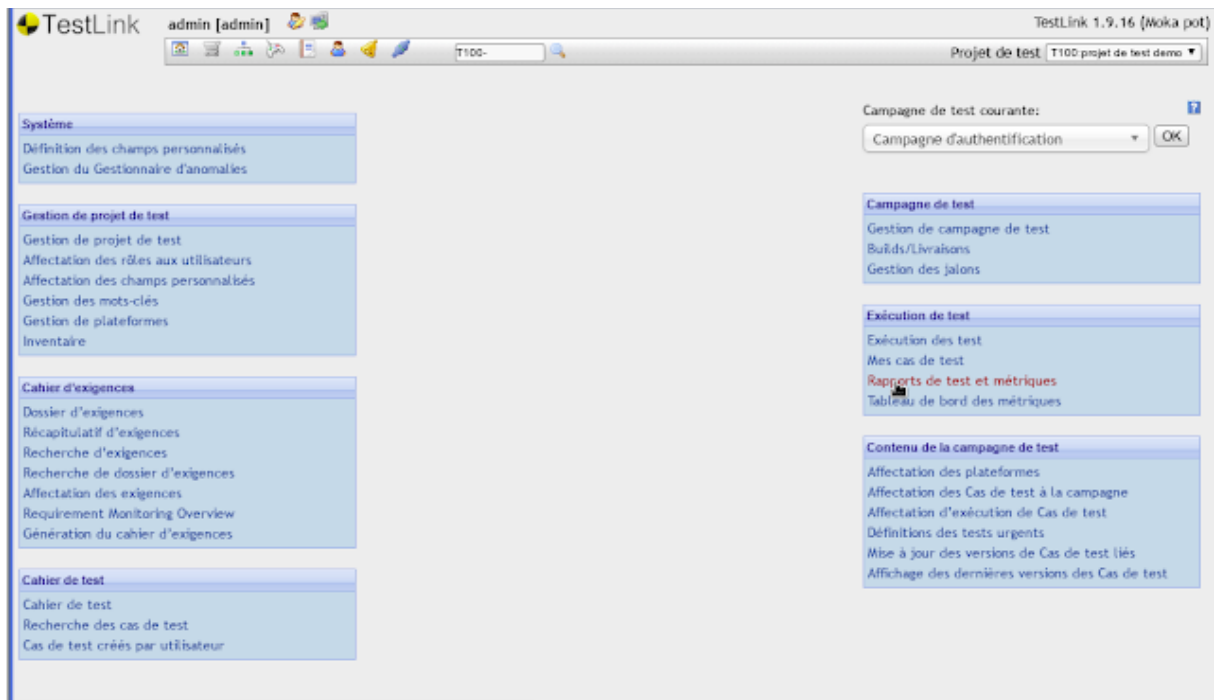 TestLink
admin [admin]
TestLink 1.9.16 (Moka pot)
T100-
Projet de test T100:projet de test demo
Système
Définition des champs personnalisés
Gestion du Gestionnaire d'anomalies
Gestion de projet de test
Gestion de projet de test
Affectation des rôles aux utilisateurs
Affectation des champs personnalisés
Gestion des mots-clés
Gestion de plateformes
Inventaire
Cahier d'exigences
Dossier d'exigences
Récapitulatif d'exigences
Recherche d'exigences
Recherche de dossier d'exigences
Affectation des exigences
Requirement Monitoring Overview
Génération du cahier d'exigences
Cahier de test
Cahier de test
Recherche des cas de test
Cas de test créés par utilisateur
Campagne de test courante:
?
Campagne d'authentification
OK
Campagne de test
Gestion de campagne de test
Builds/Livraisons
Gestion des jalons
Exécution de test
Exécution des test
Mes cas de test
Rapports de test et métriques
Tableau de bord des métriques
Contenu de la campagne de test
Affectation des plateformes
Affectation des Cas de test à la campagne
Affectation d'exécution de Cas de test
Définitions des tests urgents
Mise à jour des versions de Cas de test liés
Affichage des dernières versions des Cas de test